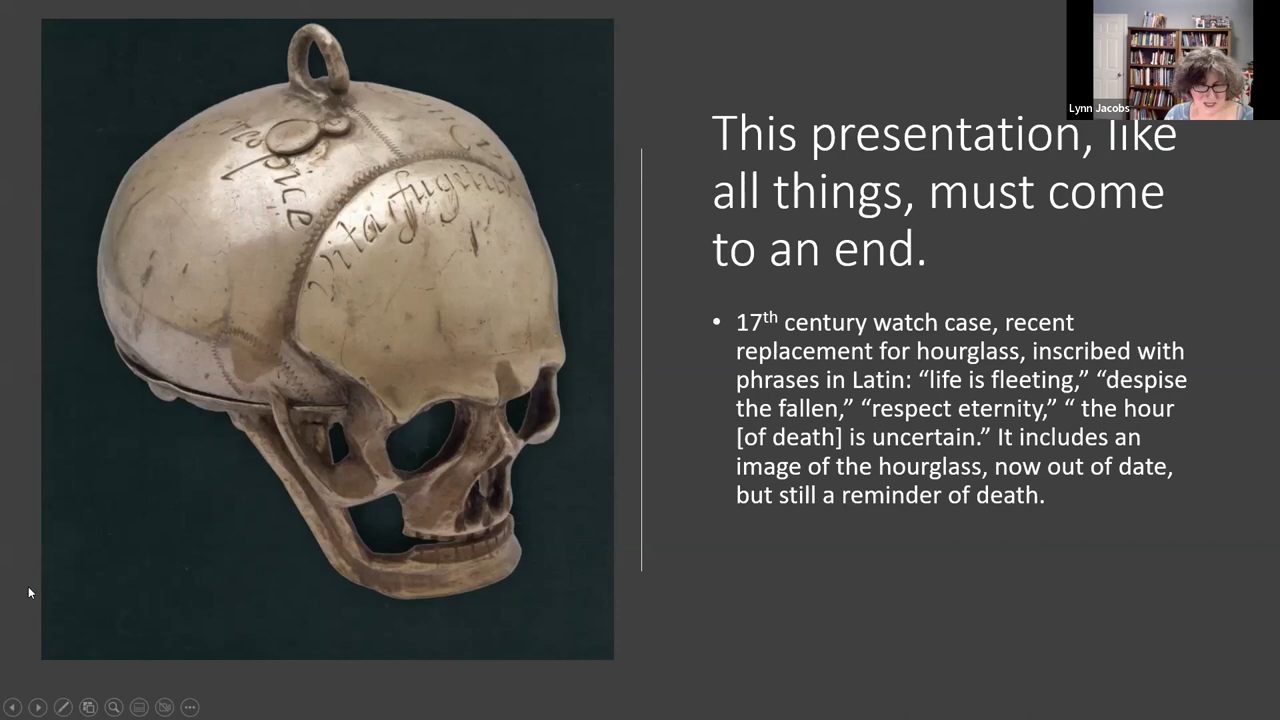 Lynn Jacobs
This presentation, like
all things, must come
to an end.
• 17th century watch case, recent
replacement for hourglass, inscribed with
phrases in Latin: “life is fleeting,” “despise
the fallen,” “respect eternity,” “ the hour
[of death] is uncertain.” It includes an
image of the hourglass, now out of date,
but still a reminder of death.
respice
vita fugitiva